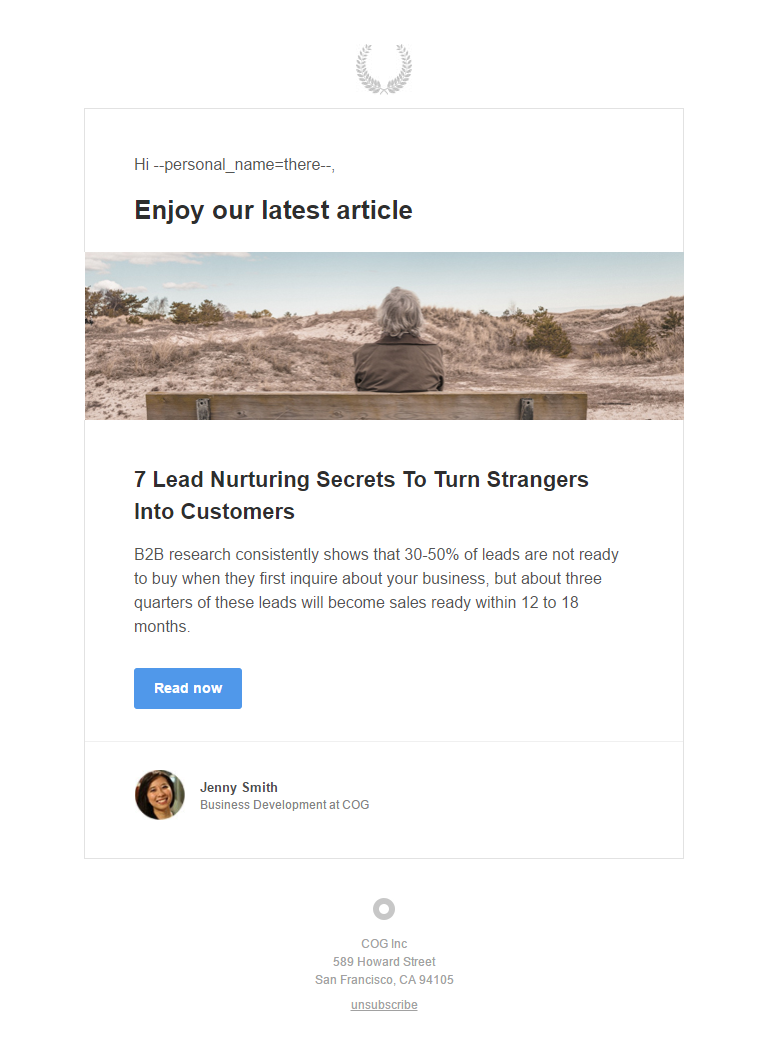 Hi --personal_name=there--,
Enjoy our latest article
7 Lead Nurturing Secrets To Turn Strangers
Into Customers
B2B research consistently shows that 30-50% of leads are not ready
to buy when they first inquire about your business, but about three
quarters of these leads will become sales ready within 12 to 18
months.
Read now
Jenny Smith
Business Development at COG
COG Inc
589 Howard Street
San Francisco, CA 94105
unsubscribe